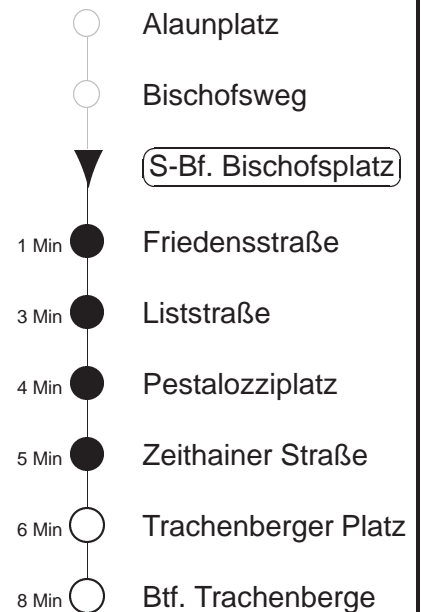 Alaunplatz
Bischofsweg
S-Bf. Bischofsplatz
1 Min Friedensstraße
3 Min Liststraße
4 Min Pestalozziplatz
5 Min Zeithainer Straße
6 Min Trachenberger Platz
8 Min Btf. Trachenberge